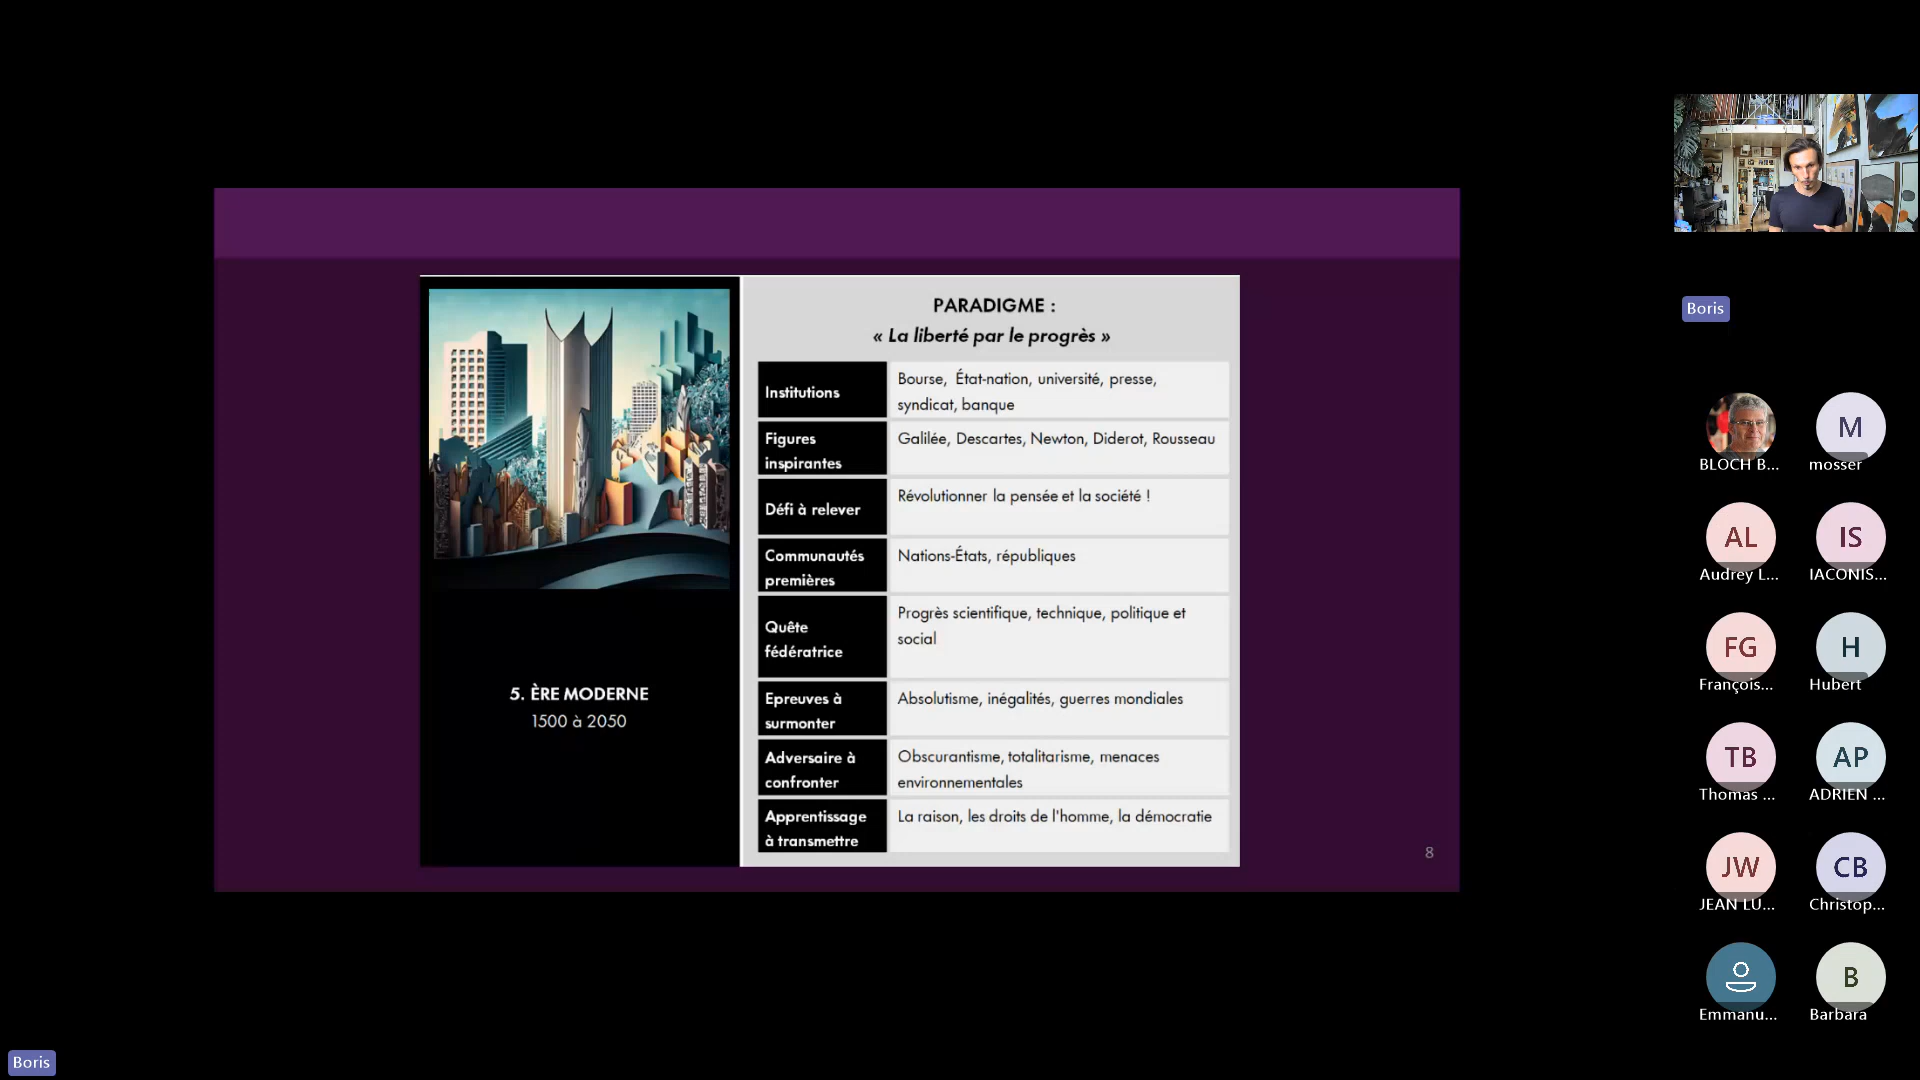 PARADIGME :
« La liberté par le progrès »
Institutions
Bourse, État-nation, université, presse,
syndicat, banque
Figures
inspirantes
Galilée, Descartes, Newton, Diderot, Rousseau
Défi à relever
Révolutionner la pensée et la société !
Communautés
premières
Nations-États, républiques
Quête
fédératrice
Progrès scientifique, technique, politique et
social
Epreuves à
surmonter
Absolutisme, inégalités, guerres mondiales
Adversaire à
confronter
Obscurantisme, totalitarisme, menaces
environnementales
Apprentissage
à transmettre
La raison, les droits de l'homme, la démocratie
5. ÈRE MODERNE
1500 à 2050
8
Boris
BLOCH B...
M
mosser
AL
Audrey L...
IS
IACONIS...
FG
François...
H
Hubert
TB
Thomas ...
AP
ADRIEN ...
JW
JEAN LU...
CB
Christop...
Emmanu...
B
Barbara
Boris